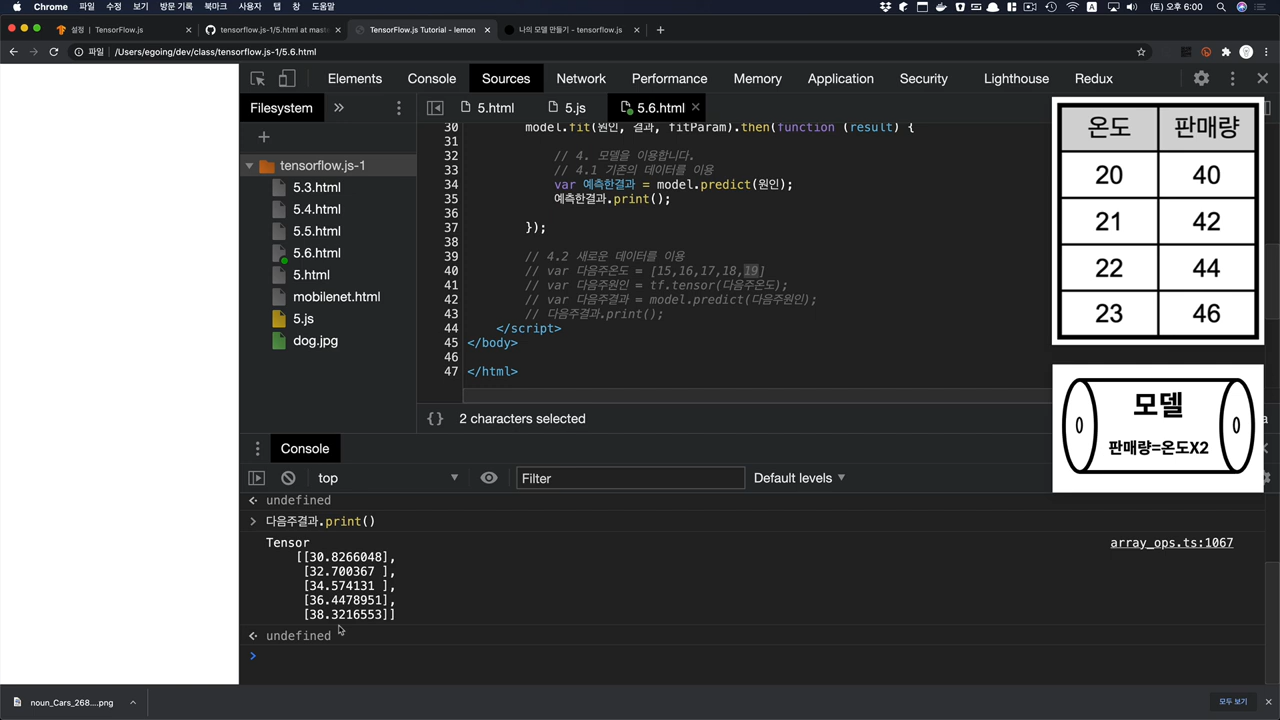 Chrome 파일 수정 보기 방문 기록 북마크 사용자 탭 창 도움말
(토) 오후 6:00
설정 | TensorFlow.js
tensorflow.js-1/5.html at mast
TensorFlow.js Tutorial - lemon
나의 모델 만들기 - tensorflow.js
파일 /Users/egoing/dev/class/tensorflow.js-1/5.6.html
Elements Console Sources Network Performance Memory Application Security Lighthouse Redux
Filesystem
5.html 5.js 5.6.html
tensorflow.js-1
5.3.html
5.4.html
5.5.html
5.6.html
5.html
mobilenet.html
5.js
dog.jpg
30 model.fit(원인, 결과, fitParam).then(function (result) {
31
32 // 4. 모델을 이용합니다.
33 // 4.1 기존의 데이터를 이용
34 var 예측한결과 = model.predict(원인);
35 예측한결과.print();
36
37 });
38
39 // 4.2 새로운 데이터를 이용
40 // var 다음주온도 = [15,16,17,18,19]
41 // var 다음주원인 = tf.tensor(다음주온도);
42 // var 다음주결과 = model.predict(다음주원인);
43 // 다음주결과.print();
44 </script>
45 </body>
46
47 </html>
{} 2 characters selected
온도 판매량
20 40
21 42
22 44
23 46
모델
판매량=온도X2
Console
top
Filter
Default levels
undefined
다음주결과.print()
Tensor
array_ops.ts:1067
[[30.8266048],
[32.700367 ],
[34.574131 ],
[36.4478951],
[38.3216553]]
undefined
noun_Cars_268....png
모두 보기